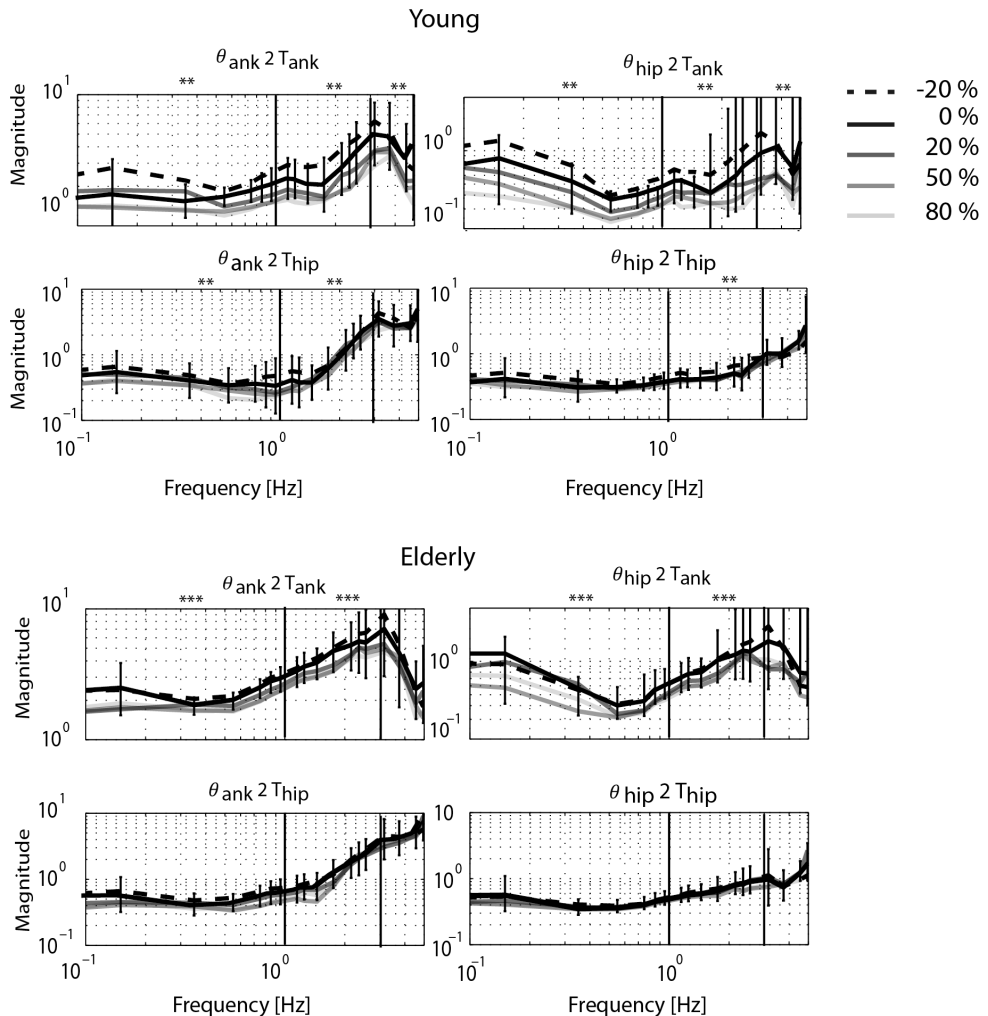 Young
θank 2 Tank
θhip 2 Tank
** ** **
** ** **
Magnitude
10^1
10^0
10^0
10^-1
-20 %
0 %
20 %
50 %
80 %
θank 2 Thip
θhip 2 Thip
** **
**
Magnitude
10^1
10^0
10^-1
10^1
10^0
10^-1
10^-1 10^0
10^-1 10^0
Frequency [Hz]
Frequency [Hz]
Elderly
θank 2 Tank
θhip 2 Tank
*** ***
*** ***
Magnitude
10^1
10^0
10^0
10^-1
θank 2 Thip
θhip 2 Thip
Magnitude
10^1
10^0
10^-1
10
10^0
10^-1
10^-1 10^0
10^-1 10^0
Frequency [Hz]
Frequency [Hz]